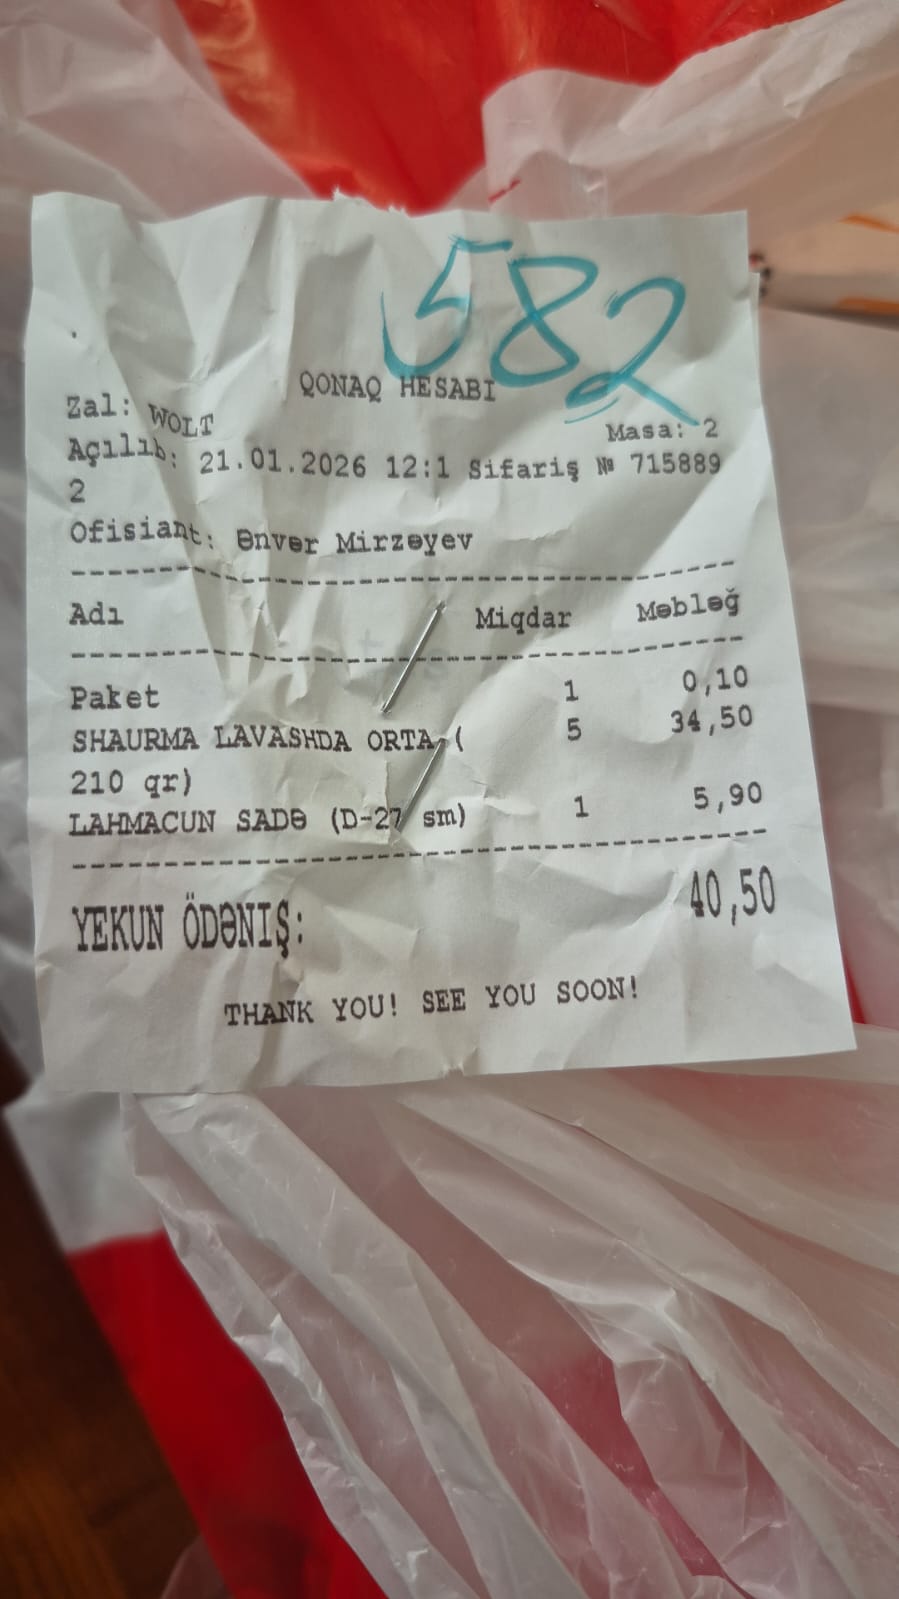 582
QONAQ HESABI
Zal: WOLT Masa: 2
Açılıb: 21.01.2026 12:1 Sifariş № 715889
2
Ofisiant: Ənvər Mirzəyev
Adı Miqdar Məbləğ
Paket 1 0,10
SHAURMA LAVASHDA ORTA ( 5 34,50
210 qr)
LAHMACUN SADƏ (D-27 sm) 1 5,90
YEKUN ÖDƏNIŞ: 40,50
THANK YOU! SEE YOU SOON!